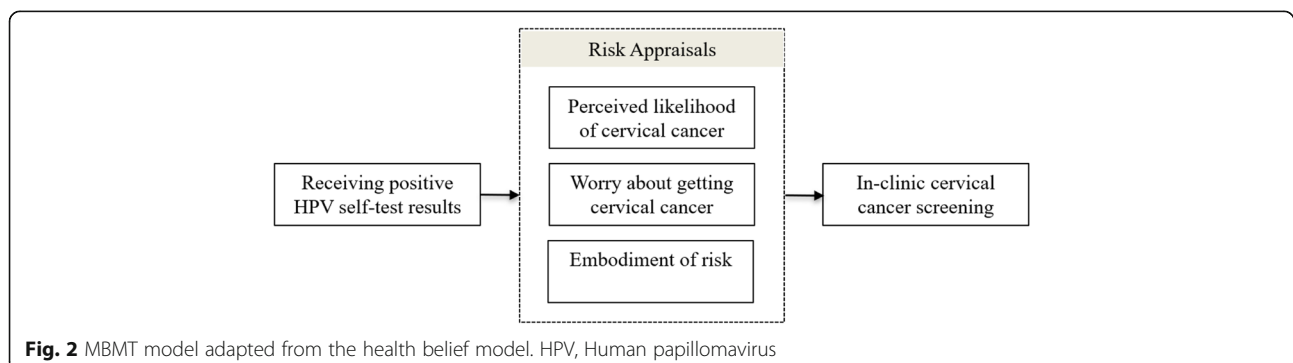 Risk Appraisals
Perceived likelihood
of cervical cancer
Receiving positive
HPV self-test results
Worry about getting
cervical cancer
In-clinic cervical
cancer screening
Embodiment of risk
Fig. 2 MBMT model adapted from the health belief model. HPV, Human papillomavirus